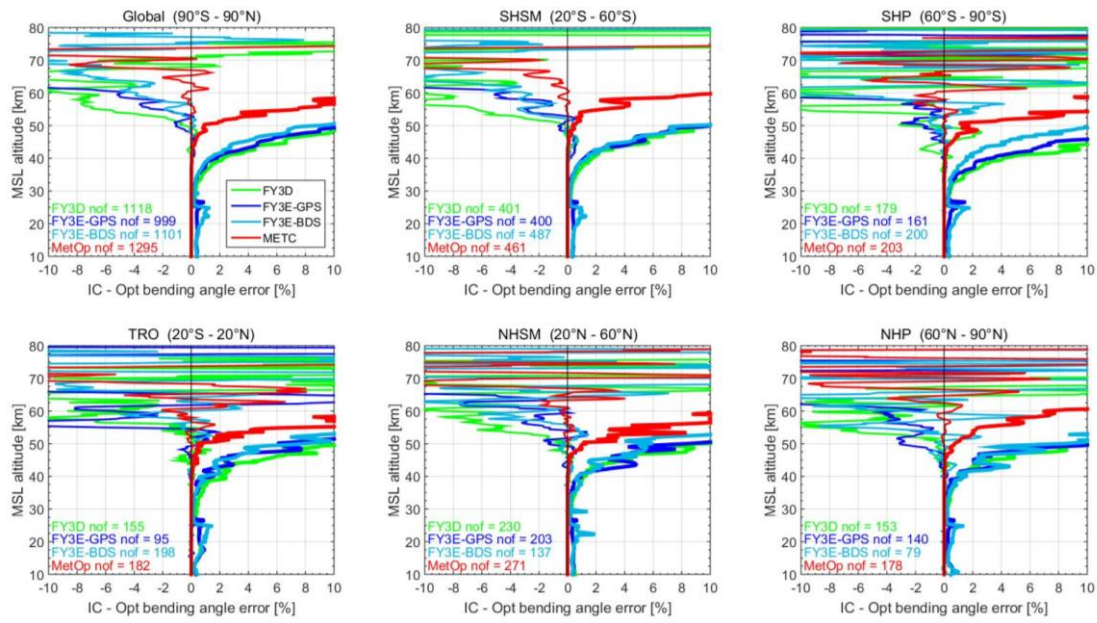 Global (90°S - 90°N)
MSL altitude [km]
80
70
60
50
40
30
20
10
FY3D
FY3E-GPS
FY3E-BDS
METC
FY3D nof = 1118
FY3E-GPS nof = 999
FY3E-BDS nof = 1101
MetOp nof = 1295
-10 -8 -6 -4 -2 0 2 4 6 8 10
IC - Opt bending angle error [%]
SHSM (20°S - 60°S)
MSL altitude [km]
80
70
60
50
40
30
20
10
FY3D nof = 401
FY3E-GPS nof = 400
FY3E-BDS nof = 487
MetOp nof = 461
-10 -8 -6 -4 -2 0 2 4 6 8 10
IC - Opt bending angle error [%]
SHP (60°S - 90°S)
MSL altitude [km]
80
70
60
50
40
30
20
10
FY3D nof = 179
FY3E-GPS nof = 161
FY3E-BDS nof = 200
MetOp nof = 203
-10 -8 -6 -4 -2 0 2 4 6 8 10
IC - Opt bending angle error [%]
TRO (20°S - 20°N)
MSL altitude [km]
80
70
60
50
40
30
20
10
FY3D nof = 155
FY3E-GPS nof = 95
FY3E-BDS nof = 198
MetOp nof = 182
-10 -8 -6 -4 -2 0 2 4 6 8 10
IC - Opt bending angle error [%]
NHSM (20°N - 60°N)
MSL altitude [km]
80
70
60
50
40
30
20
10
FY3D nof = 230
FY3E-GPS nof = 203
FY3E-BDS nof = 137
MetOp nof = 271
-10 -8 -6 -4 -2 0 2 4 6 8 10
IC - Opt bending angle error [%]
NHP (60°N - 90°N)
MSL altitude [km]
80
70
60
50
40
30
20
10
FY3D nof = 153
FY3E-GPS nof = 140
FY3E-BDS nof = 79
MetOp nof = 178
-10 -8 -6 -4 -2 0 2 4 6 8 10
IC - Opt bending angle error [%]